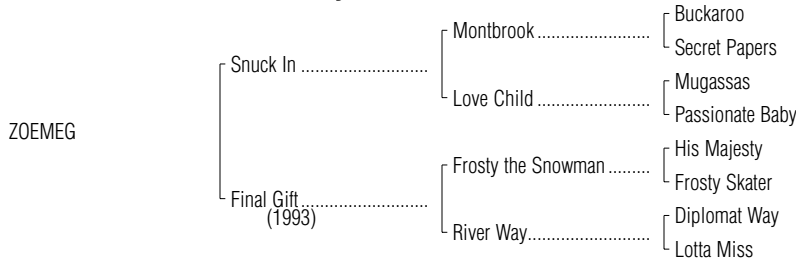 Buckaroo
Montbrook ..........................
Secret Papers
Snuck In ............................
Mugassas
Love Child ..........................
Passionate Baby
ZOEMEG
His Majesty
Frosty the Snowman .........
Frosty Skater
Final Gift............................
(1993)
Diplomat Way
River Way...........................
Lotta Miss